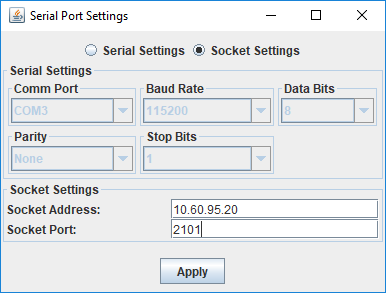 Serial Port Settings
Serial Settings Socket Settings
Serial Settings
Comm Port Baud Rate Data Bits
COM3 115200 8
Parity Stop Bits
None 1
Socket Settings
Socket Address: 10.60.95.20
Socket Port: 2101
Apply